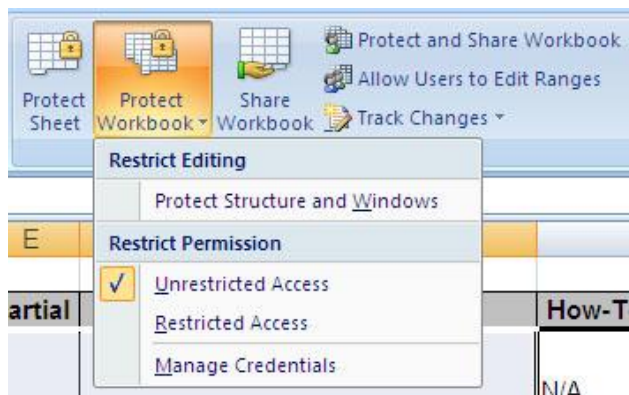 Protect and Share Workbook
Allow Users to Edit Ranges
Track Changes
Protect Sheet
Protect Workbook
Share Workbook
Restrict Editing
Protect Structure and Windows
E
Restrict Permission
Unrestricted Access
artial
How-T
Restricted Access
Manage Credentials
N/A